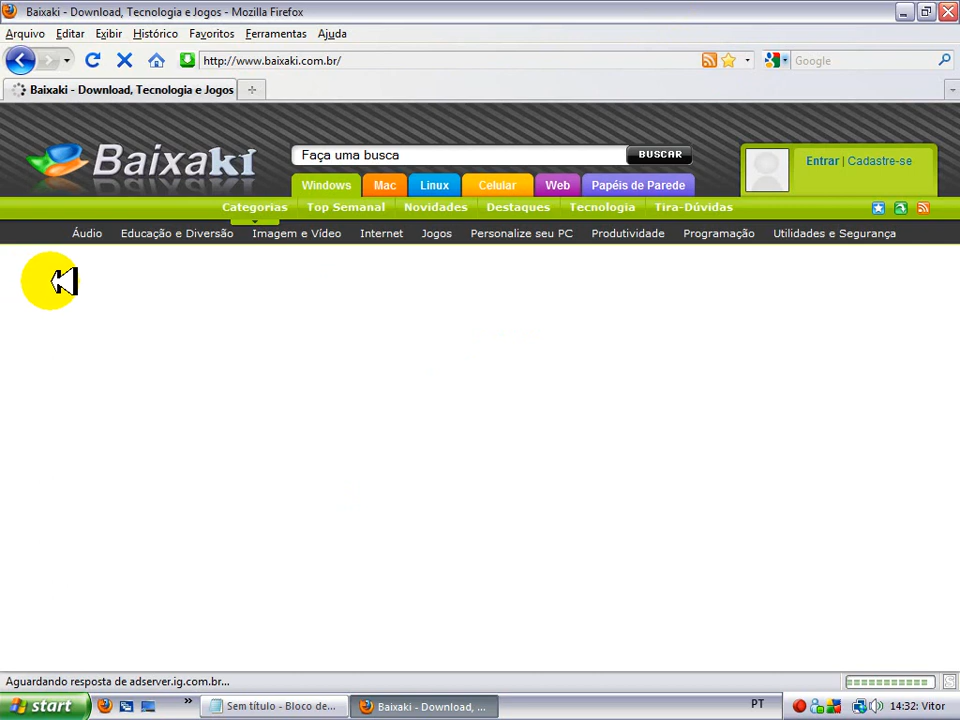 Baixaki - Download, Tecnologia e Jogos - Mozilla Firefox
Arquivo Editar Exibir Histórico Favoritos Ferramentas Ajuda
http://www.baixaki.com.br/ Google
Baixaki - Download, Tecnologia e Jogos
Baixaki Faça uma busca BUSCAR Entrar | Cadastre-se
Windows Mac Linux Celular Web Papéis de Parede
Categorias Top Semanal Novidades Destaques Tecnologia Tira-Dúvidas
Áudio Educação e Diversão Imagem e Vídeo Internet Jogos Personalize seu PC Produtividade Programação Utilidades e Segurança
Aguardando resposta de adserver.ig.com.br...
start » Sem título - Bloco de... Baixaki - Download, ... PT 14:32: Vitor